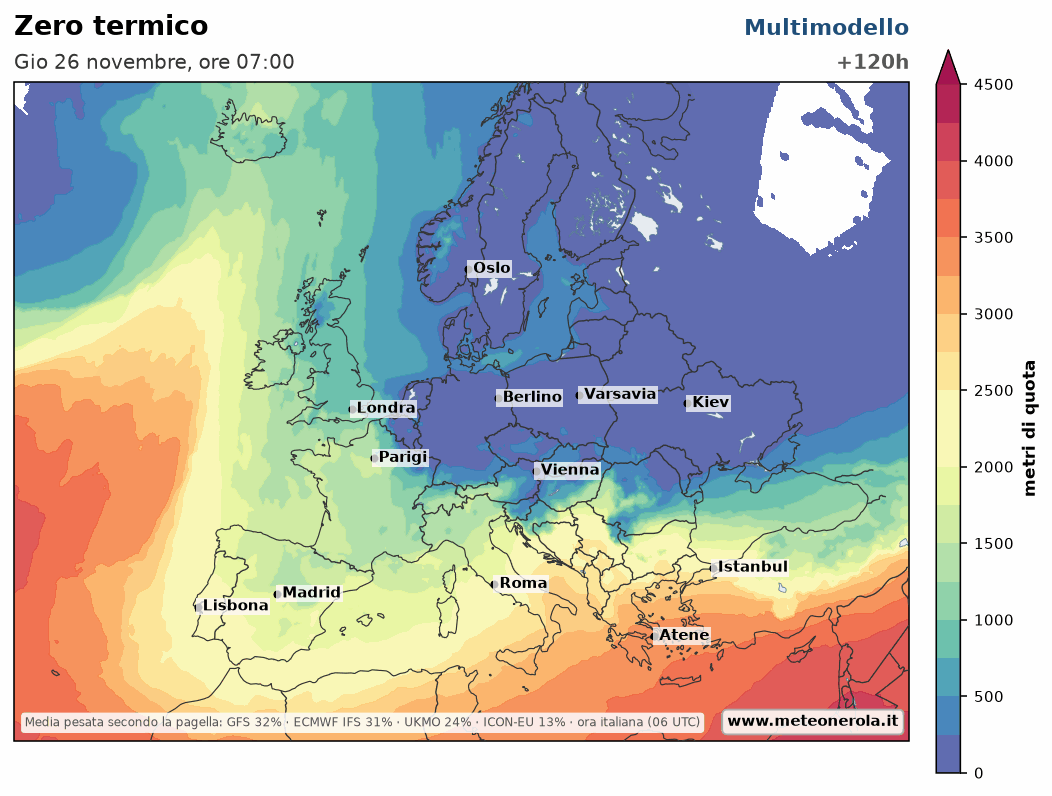 Zero termico
Multimodello
Gio 26 novembre, ore 07:00
+120h
4500
4000
3500
3000
2500
2000
1500
1000
500
0
metri di quota
Oslo
Berlino
Varsavia
Kiev
Londra
Parigi
Vienna
Istanbul
Roma
Madrid
Lisbona
Atene
Media pesata secondo la pagella: GFS 32% · ECMWF IFS 31% · UKMO 24% · ICON-EU 13% · ora italiana (06 UTC)
www.meteonerola.it